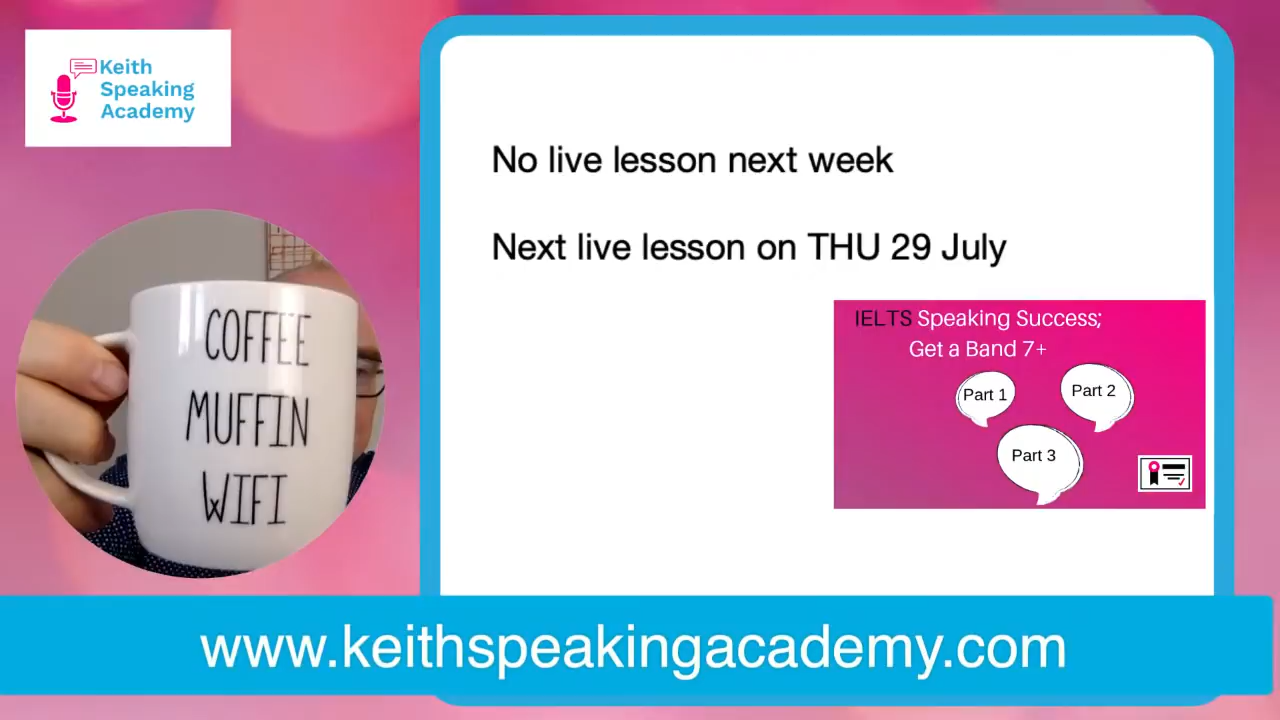 Keith
Speaking
Academy
COFFEE
MUFFIN
WIFI
No live lesson next week
Next live lesson on THU 29 July
IELTS Speaking Success;
Get a Band 7+
Part 1
Part 2
Part 3
www.keithspeakingacademy.com